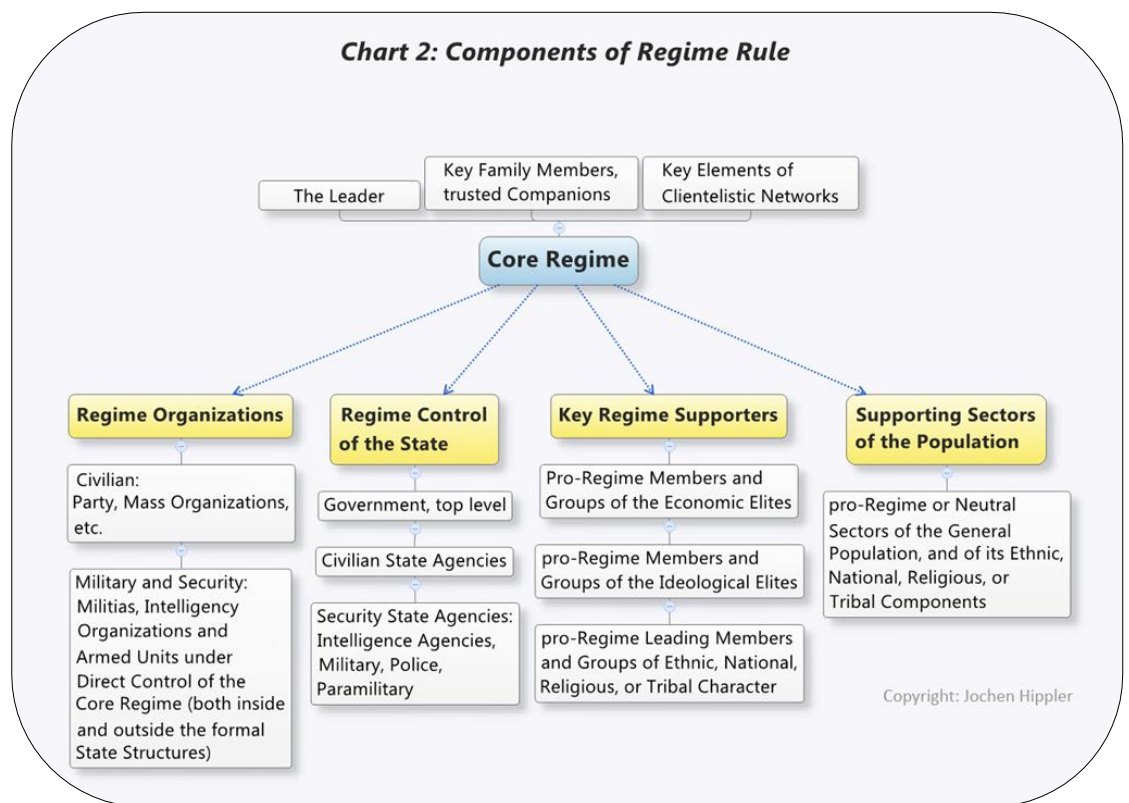 Chart 2: Components of Regime Rule
The Leader
Key Family Members,
trusted Companions
Key Elements of
Clientelistic Networks
Core Regime
Regime Organizations
Civilian:
Party, Mass Organizations,
etc.
Military and Security:
Militias, Intelligency
Organizations and
Armed Units under
Direct Control of the
Core Regime (both inside
and outside the formal
State Structures)
Regime Control
of the State
Government, top level
Civilian State Agencies
Security State Agencies:
Intelligence Agencies,
Military, Police,
Paramilitary
Key Regime Supporters
Pro-Regime Members and
Groups of the Economic Elites
pro-Regime Members and
Groups of the Ideological Elites
pro-Regime Leading Members
and Groups of Ethnic, National,
Religious, or Tribal Character
Supporting Sectors
of the Population
pro-Regime or Neutral
Sectors of the General
Population, and of its Ethnic,
National, Religious, or
Tribal Components
Copyright: Jochen Hippler